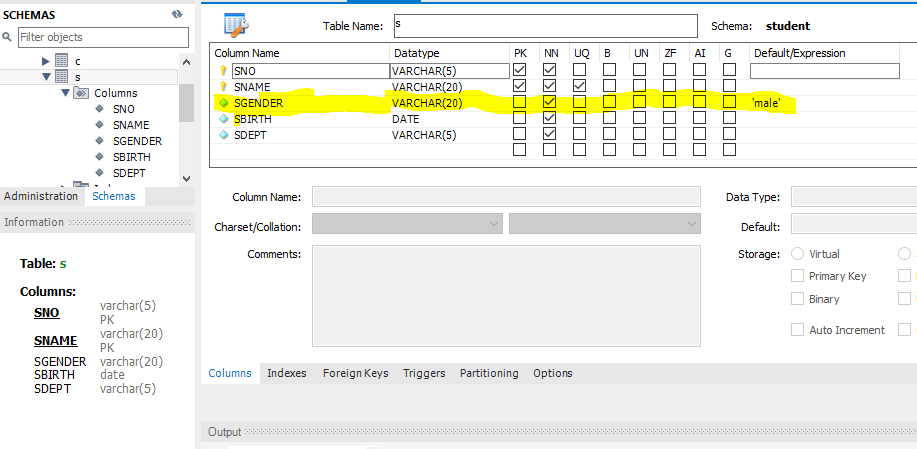 SCHEMAS
Filter objects
c
s
Columns
SNO
SNAME
SGENDER
SBIRTH
SDEPT
Administration Schemas
Information
Table: s
Columns:
SNO varchar(5) PK
SNAME varchar(20) PK
SGENDER varchar(20)
SBIRTH date
SDEPT varchar(5)
Table Name: s Schema: student
Column Name Datatype PK NN UQ B UN ZF AI G Default/Expression
SNO VARCHAR(5)
SNAME VARCHAR(20)
SGENDER VARCHAR(20) 'male'
SBIRTH DATE
SDEPT VARCHAR(5)
Column Name: Data Type:
Charset/Collation: Default:
Comments: Storage: Virtual
Primary Key
Binary
Auto Increment
Columns Indexes Foreign Keys Triggers Partitioning Options
Output